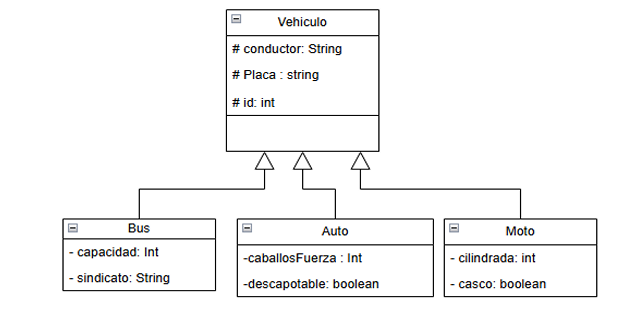 Vehiculo
# conductor: String
# Placa : string
# id: int
Bus
- capacidad: Int
- sindicato: String
Auto
-caballosFuerza : Int
-descapotable: boolean
Moto
- cilindrada: int
- casco: boolean